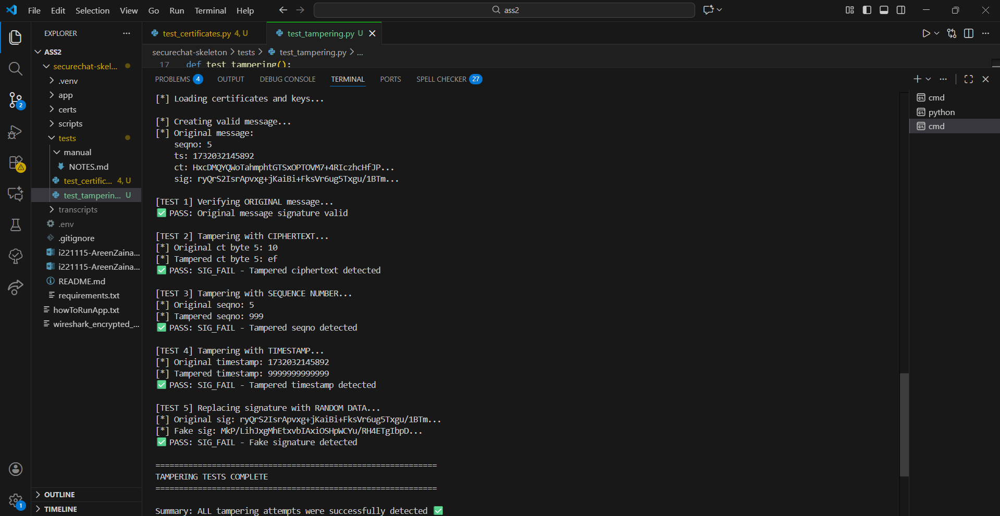 File Edit Selection View Go Run Terminal Help
ass2
EXPLORER
ASS2
securechat-skel...
.venv
app
certs
scripts
tests
manual
NOTES.md
test_certific... 4, U
test_tamperin... U
transcripts
.env
.gitignore
i221115-AreenZaina...
i221115-AreenZaina...
README.md
requirements.txt
howToRunApp.txt
wireshark_encrypted_...
OUTLINE
TIMELINE
2
1
test_certificates.py 4, U
test_tampering.py U
securechat-skeleton > tests > test_tampering.py > ...
17 def test_tampering():
PROBLEMS 4 OUTPUT DEBUG CONSOLE TERMINAL PORTS SPELL CHECKER 27
[*] Loading certificates and keys...
[*] Creating valid message...
[*] Original message:
seqno: 5
ts: 1732032145892
ct: HxcDMQYQWoTahmphtGTSxOPTOVM7+4RIczhcHfJP...
sig: ryQrS2IsrApvxg+jKaiBi+FksVr6ug5Txgu/1BTm...
[TEST 1] Verifying ORIGINAL message...
✅ PASS: Original message signature valid
[TEST 2] Tampering with CIPHERTEXT...
[*] Original ct byte 5: 10
[*] Tampered ct byte 5: ef
✅ PASS: SIG_FAIL - Tampered ciphertext detected
[TEST 3] Tampering with SEQUENCE NUMBER...
[*] Original seqno: 5
[*] Tampered seqno: 999
✅ PASS: SIG_FAIL - Tampered seqno detected
[TEST 4] Tampering with TIMESTAMP...
[*] Original timestamp: 1732032145892
[*] Tampered timestamp: 9999999999999
✅ PASS: SIG_FAIL - Tampered timestamp detected
[TEST 5] Replacing signature with RANDOM DATA...
[*] Original sig: ryQrS2IsrApvxg+jKaiBi+FksVr6ug5Txgu/1BTm...
[*] Fake sig: MkP/LihJxgMhEtxvbIAxiOSHpWCYu/RH4ETgIbpD...
✅ PASS: SIG_FAIL - Fake signature detected
============================================================
TAMPERING TESTS COMPLETE
============================================================
Summary: ALL tampering attempts were successfully detected ✅
cmd
python
cmd